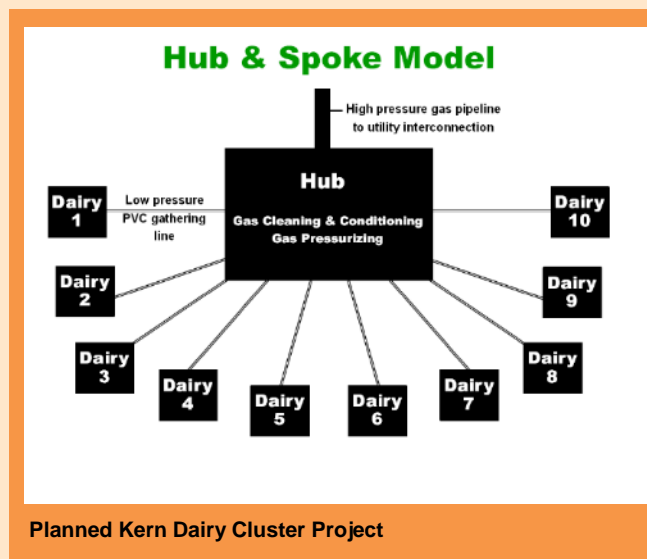 Hub & Spoke Model
High pressure gas pipeline
to utility interconnection
Hub
Gas Cleaning & Conditioning
Gas Pressurizing
Dairy
1
Low pressure
PVC gathering
line
Dairy
10
Dairy
2
Dairy
9
Dairy
3
Dairy
8
Dairy
4
Dairy
7
Dairy
5
Dairy
6
Planned Kern Dairy Cluster Project